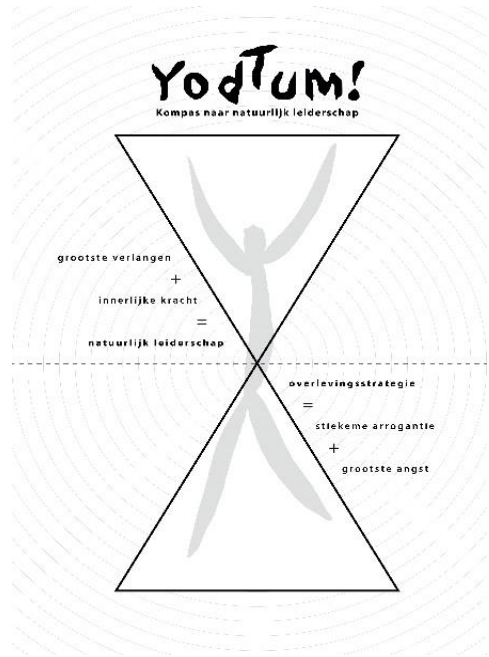 YodTum!
Kompas naar natuurlijk leiderschap
grootste verlangen
+
innerlijke kracht
=
natuurlijk leiderschap
overlevingsstrategie
=
stiekeme arrogantie
+
grootste angst